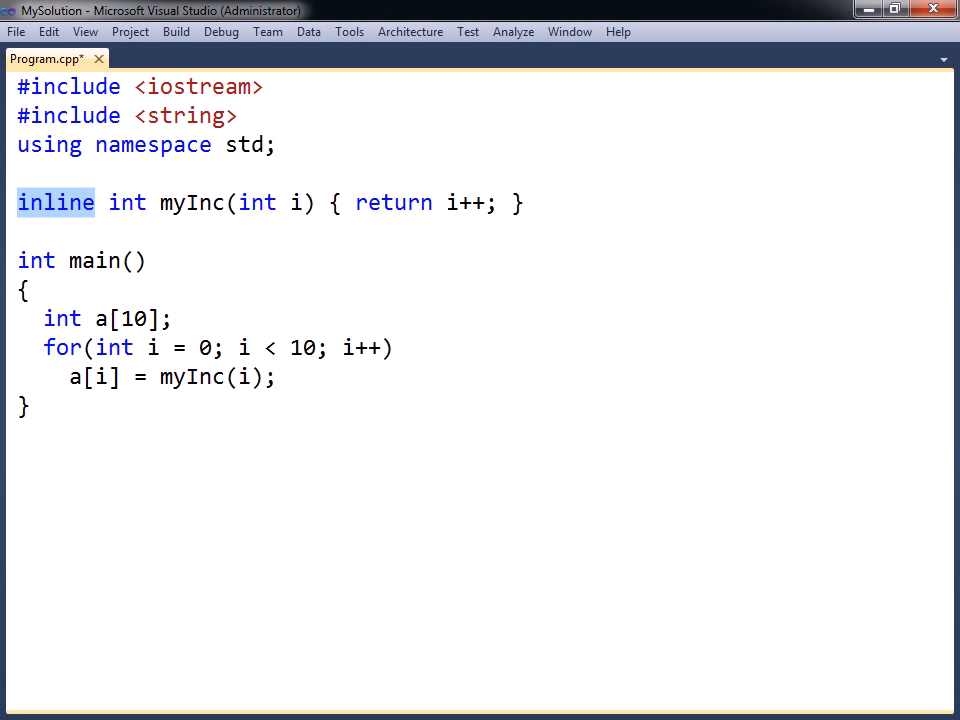 MySolution - Microsoft Visual Studio (Administrator)
File Edit View Project Build Debug Team Data Tools Architecture Test Analyze Window Help
Program.cpp*
#include <iostream>
#include <string>
using namespace std;
inline int myInc(int i) { return i++; }
int main()
{
int a[10];
for(int i = 0; i < 10; i++)
a[i] = myInc(i);
}